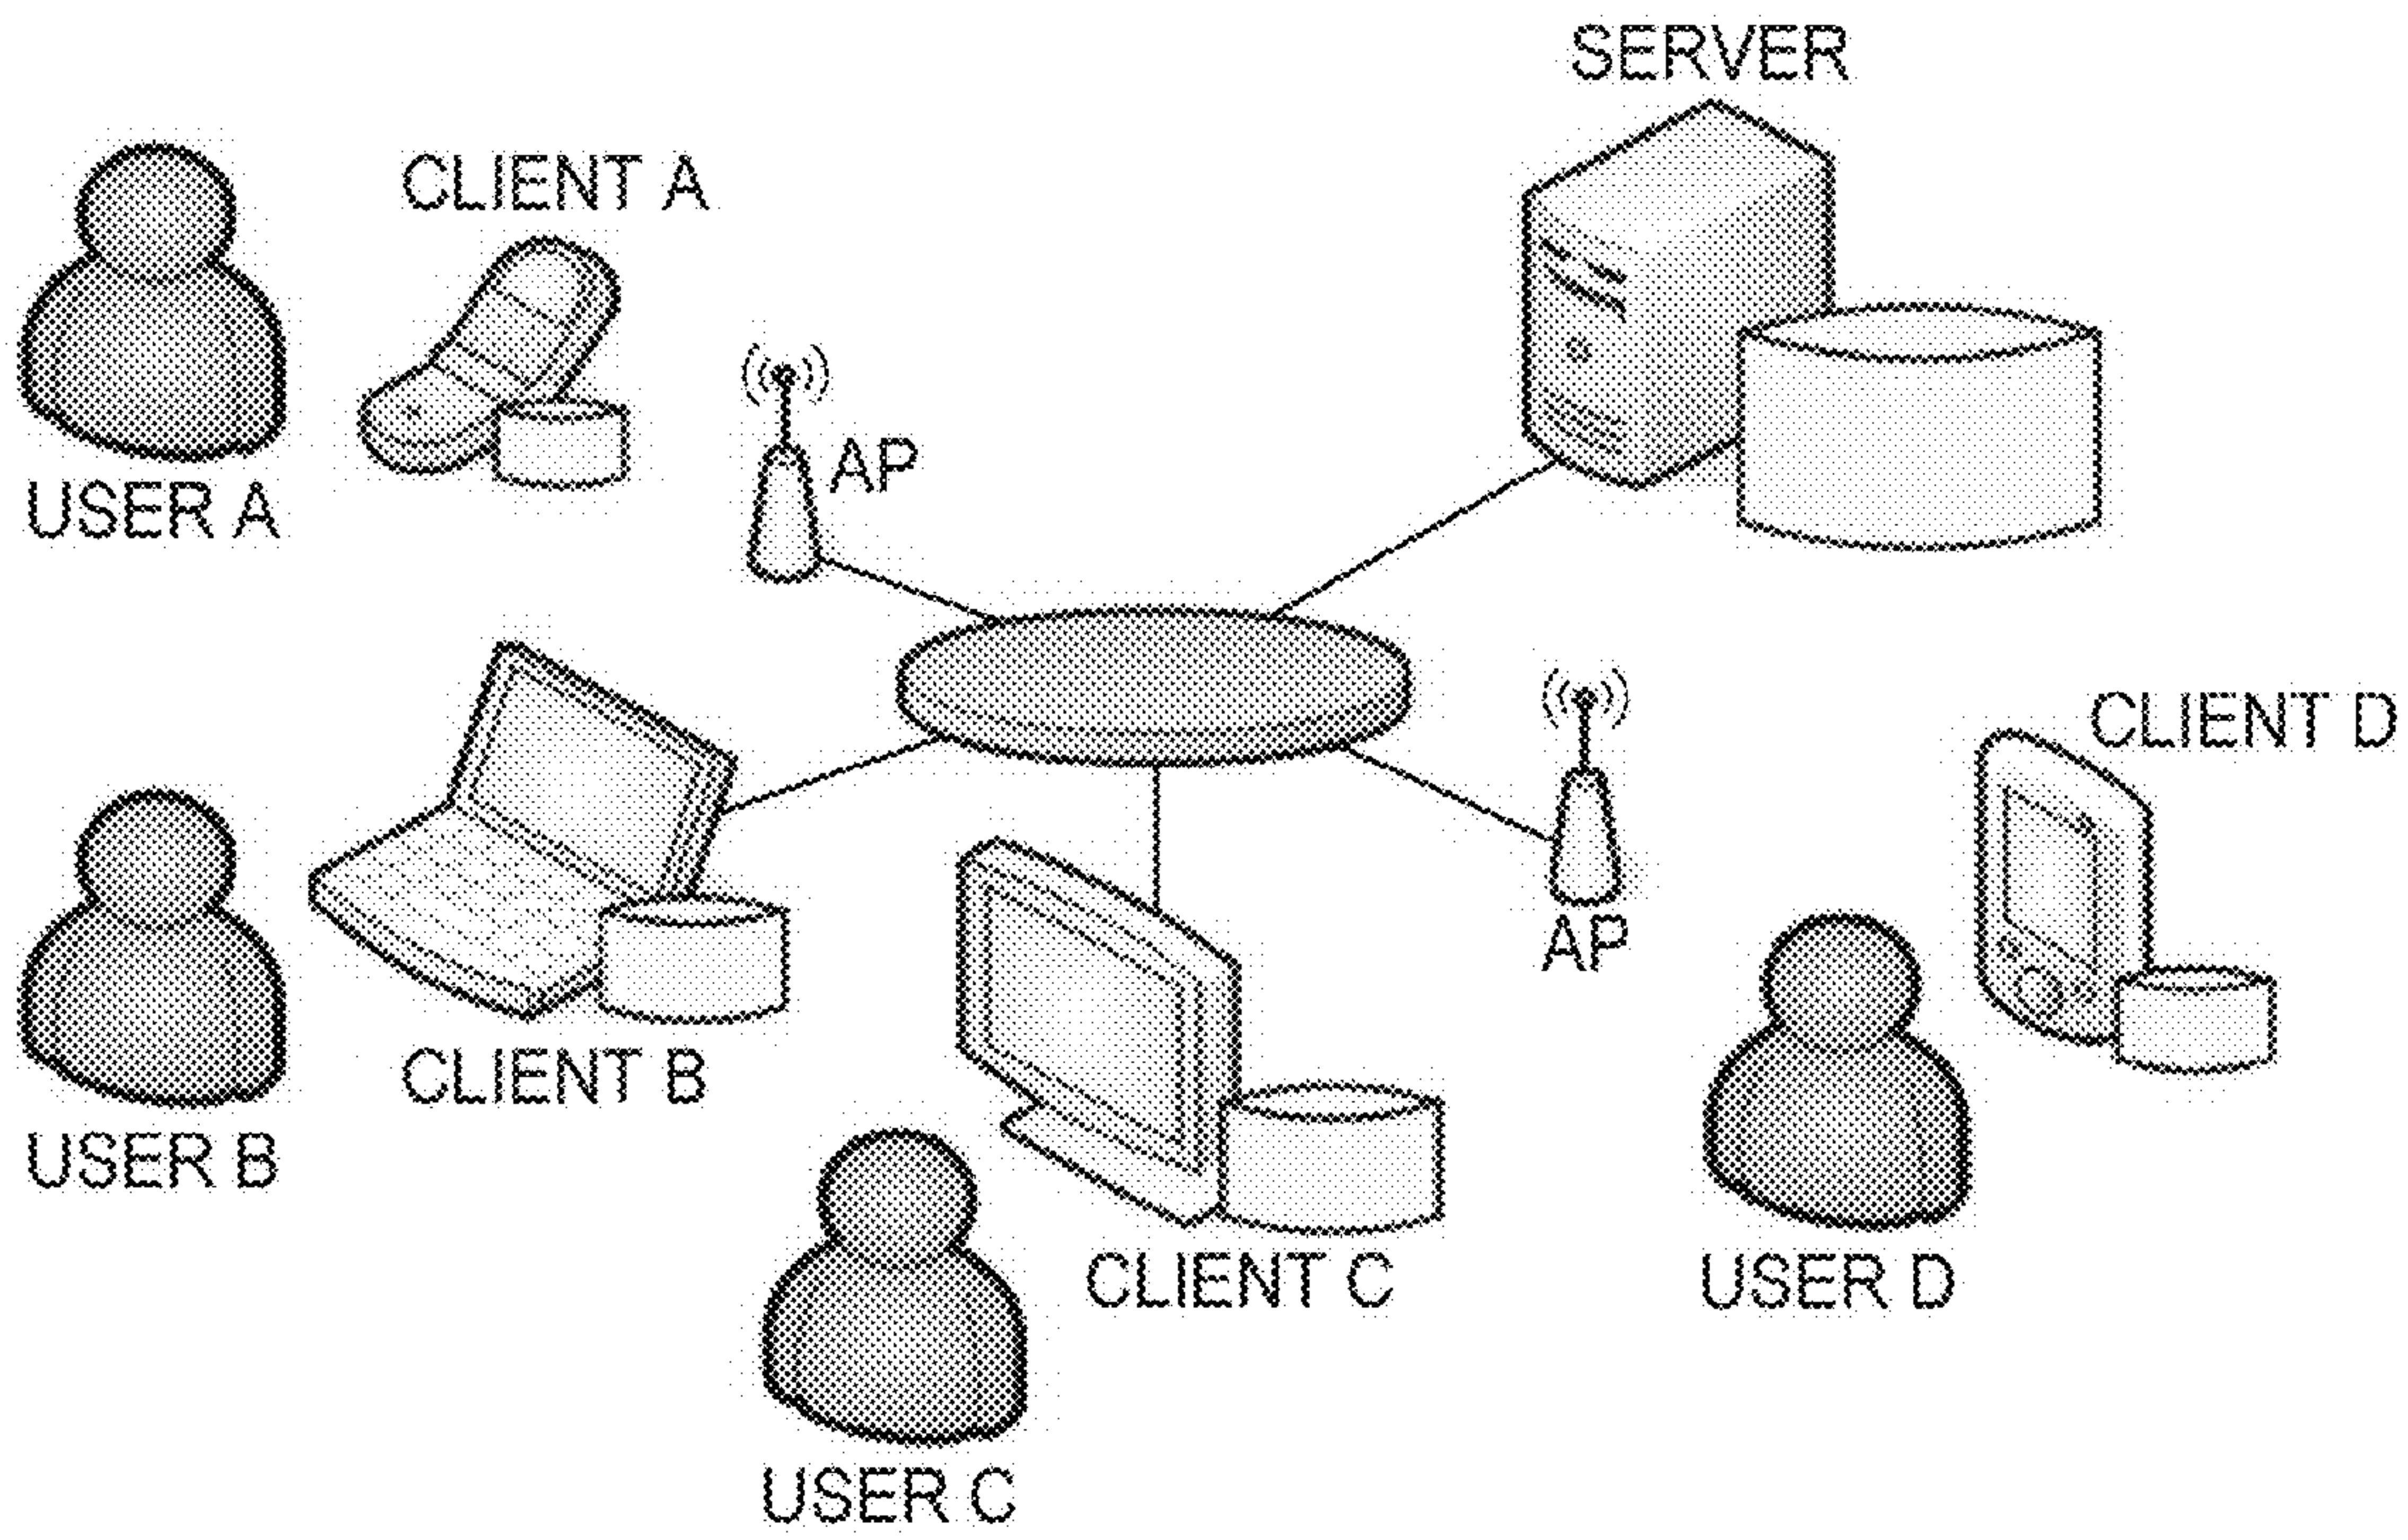 SERVER
CLIENT A
AP
USER A
CLIENT D
AP
CLIENT B
USER B
CLIENT C
USER D
USER C